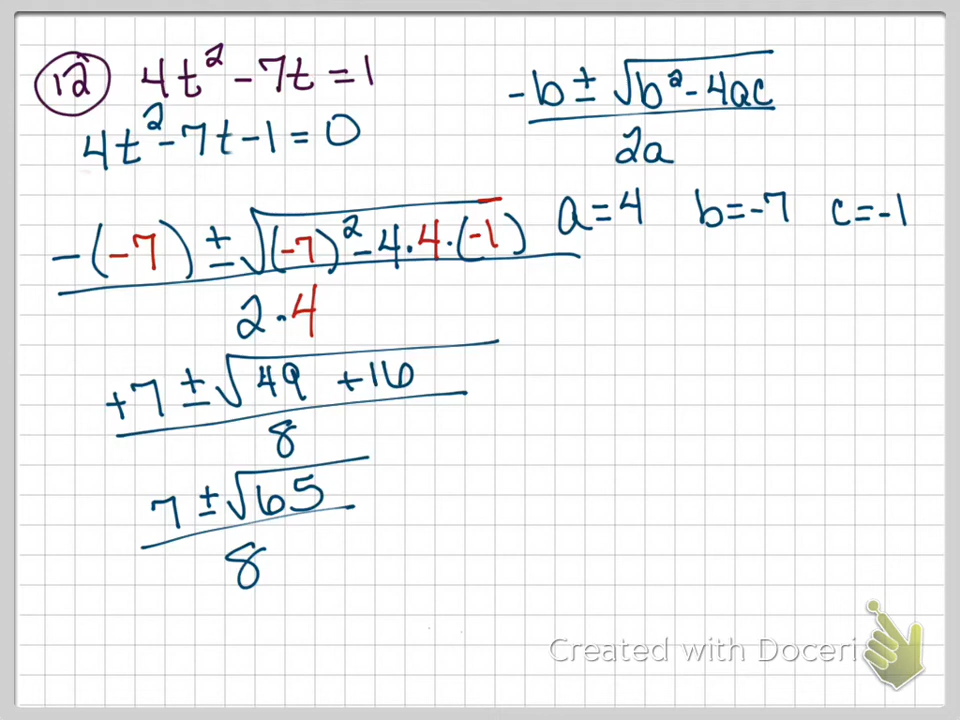 12 4t² - 7t = 1
4t² - 7t - 1 = 0
-b ± √b² - 4ac
2a
a = 4 b = -7 c = -1
-(-7) ± √(-7)² - 4 · 4 · (-1)
2 · 4
+7 ± √49 + 16
8
7 ± √65
8
Created with Doceri